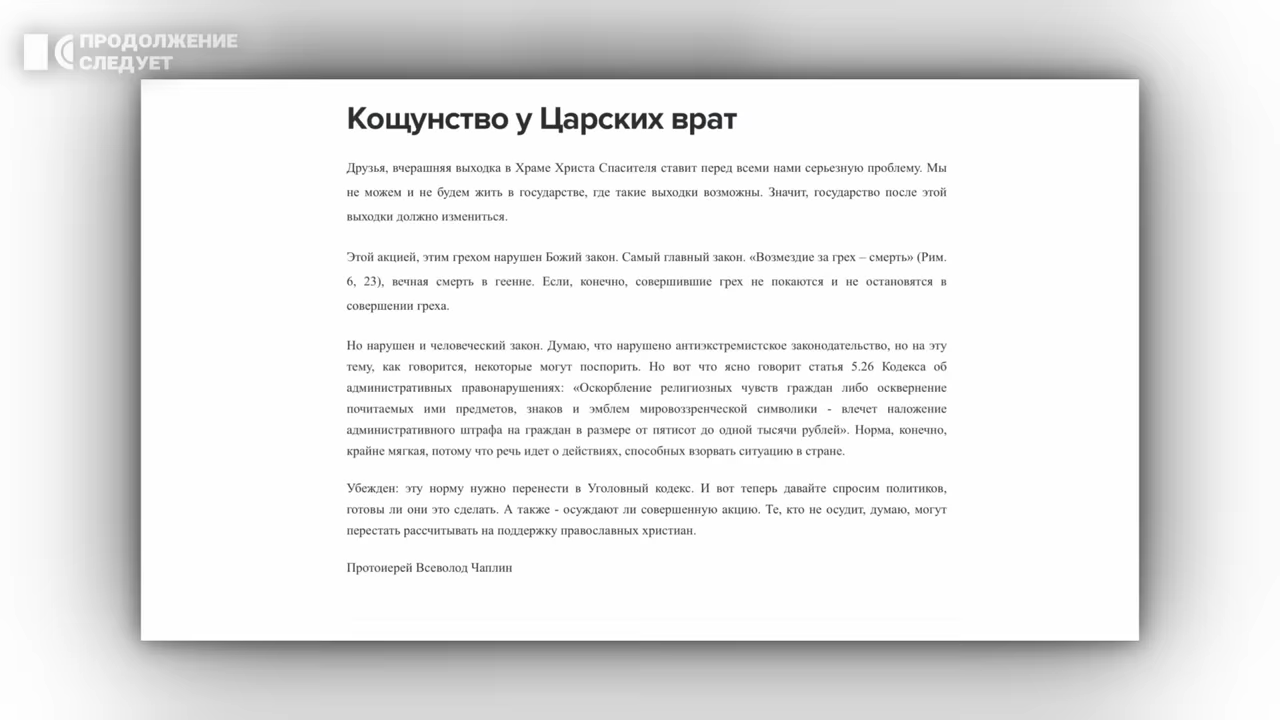 ПРОДОЛЖЕНИЕ
СЛЕДУЕТ
Кощунство у Царских врат
Друзья, вчерашняя выходка в Храме Христа Спасителя ставит перед всеми нами серьезную проблему. Мы
не можем и не будем жить в государстве, где такие выходки возможны. Значит, государство после этой
выходки должно измениться.
Этой акцией, этим грехом нарушен Божий закон. Самый главный закон. «Возмездие за грех – смерть» (Рим.
6, 23), вечная смерть в геенне. Если, конечно, совершившие грех не покаются и не остановятся в
совершении греха.
Но нарушен и человеческий закон. Думаю, что нарушено антиэкстремистское законодательство, но на эту
тему, как говорится, некоторые могут поспорить. Но вот что ясно говорит статья 5.26 Кодекса об
административных правонарушениях: «Оскорбление религиозных чувств граждан либо осквернение
почитаемых ими предметов, знаков и эмблем мировоззренческой символики - влечет наложение
административного штрафа на граждан в размере от пятисот до одной тысячи рублей». Норма, конечно,
крайне мягкая, потому что речь идет о действиях, способных взорвать ситуацию в стране.
Убежден: эту норму нужно перенести в Уголовный кодекс. И вот теперь давайте спросим политиков,
готовы ли они это сделать. А также - осуждают ли совершенную акцию. Те, кто не осудит, думаю, могут
перестать рассчитывать на поддержку православных христиан.
Протоиерей Всеволод Чаплин